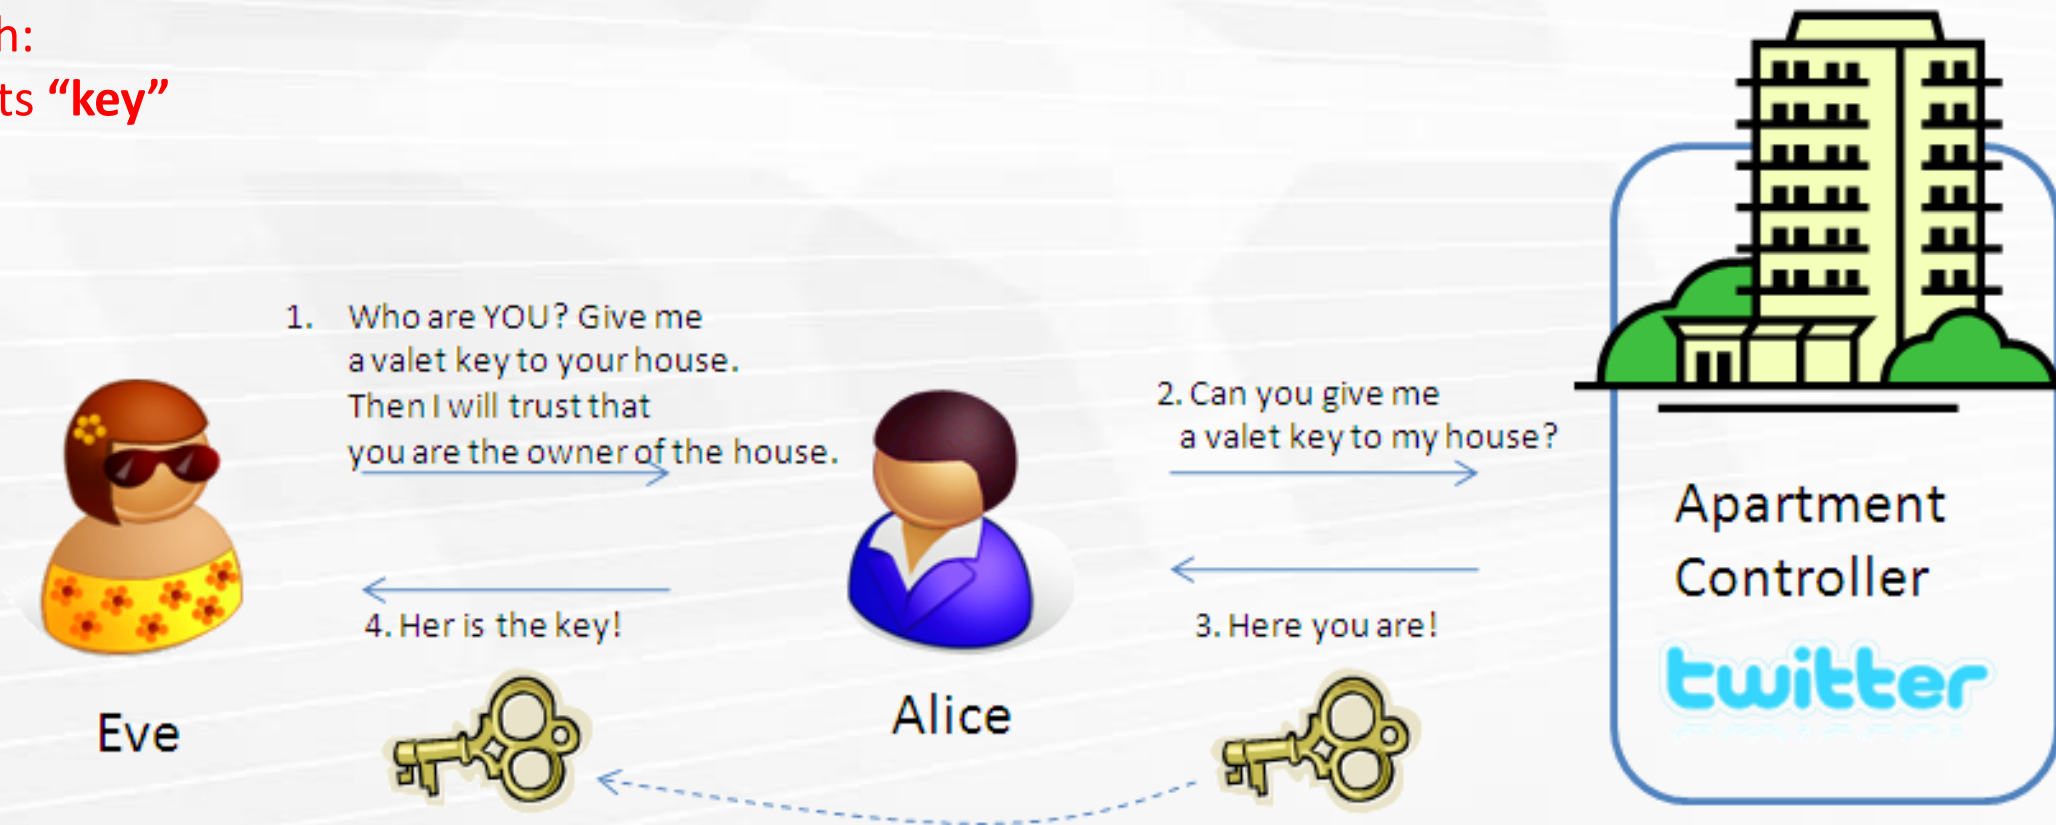 h:
ts “key”
1. Who are YOU? Give me
a valet key to your house.
Then I will trust that
you are the owner of the house.
2. Can you give me
a valet key to my house?
Apartment
Controller
4. Her is the key!
3. Here you are!
twitter
Eve
Alice